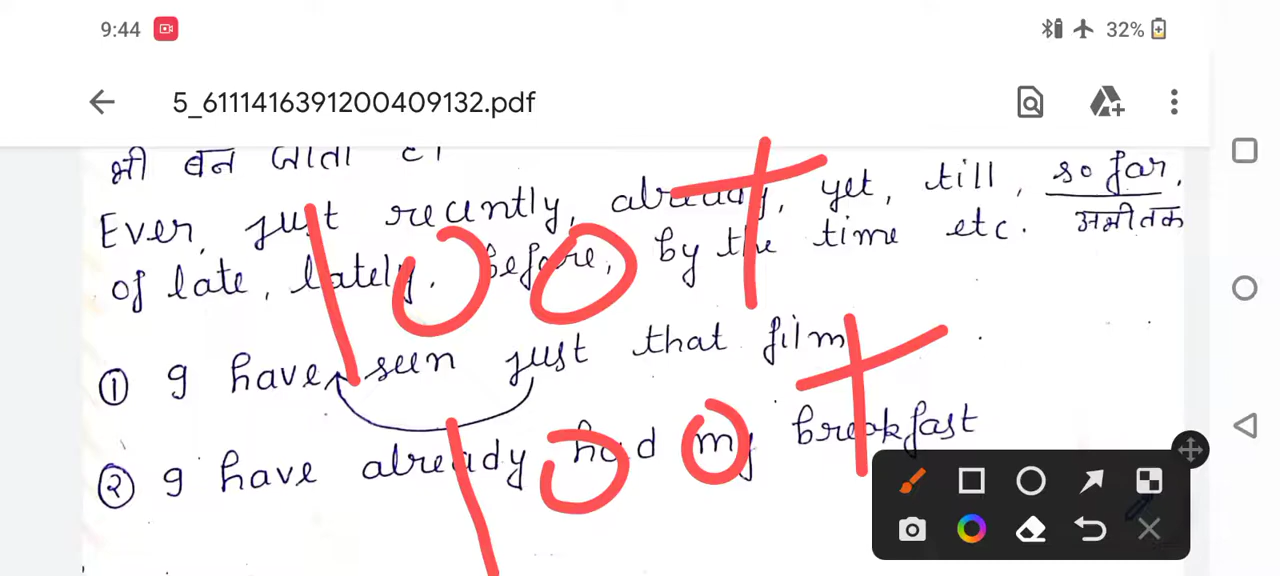 9:44 32%
5_6111416391200409132.pdf
भी बन जाता है।
Ever, just recently, already, yet, till, so far,
of late, lately, before, by the time etc. अभीतक
① I have seen just that film
② I have already had my breakfast
100+
100+